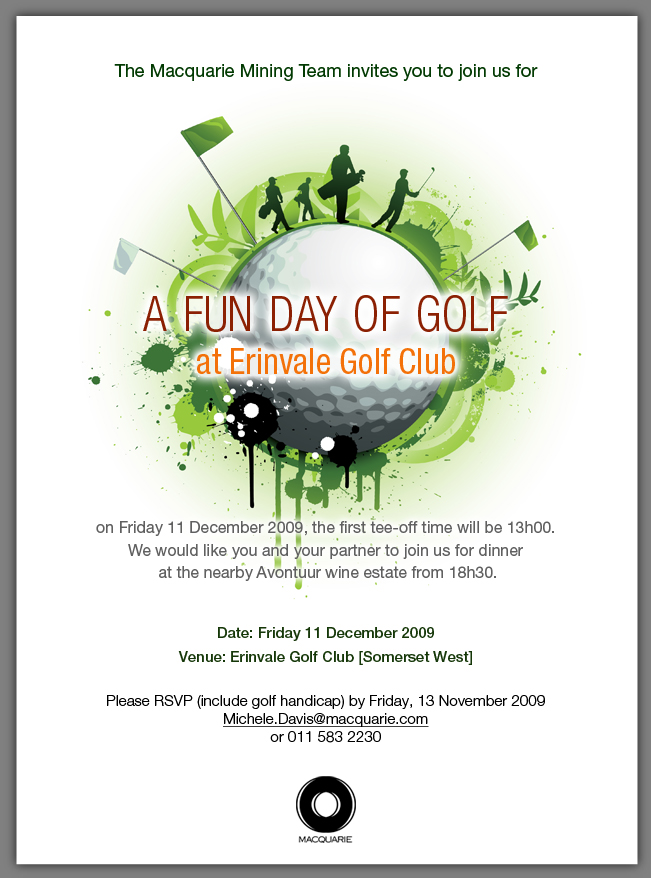 The Macquarie Mining Team invites you to join us for
A FUN DAY OF GOLF
at Erinvale Golf Club
on Friday 11 December 2009, the first tee-off time will be 13h00.
We would like you and your partner to join us for dinner
at the nearby Avontuur wine estate from 18h30.
Date: Friday 11 December 2009
Venue: Erinvale Golf Club [Somerset West]
Please RSVP (include golf handicap) by Friday, 13 November 2009
Michele.Davis@macquarie.com
or 011 583 2230
MACQUARIE